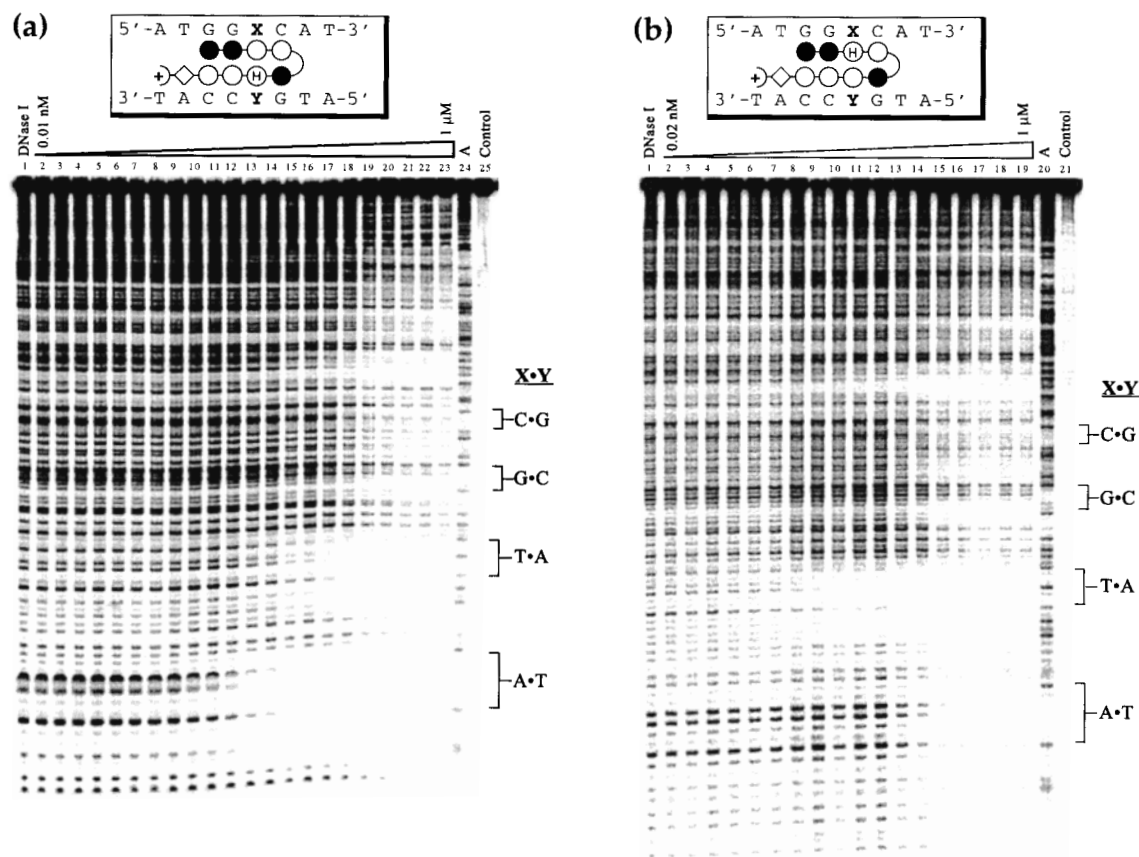 (a)
5'-A T G G X C A T-3'
H
+
3'-T A C C Y G T A-5'
DNase I
0.01 nM
1 μM
A
Control
1 2 3 4 5 6 7 8 9 10 11 12 13 14 15 16 17 18 19 20 21 22 23 24 25
X•Y
C•G
G•C
T•A
A•T
(b)
5'-A T G G X C A T-3'
H
+
3'-T A C C Y G T A-5'
DNase I
0.02 nM
1 μM
A
Control
1 2 3 4 5 6 7 8 9 10 11 12 13 14 15 16 17 18 19 20 21
X•Y
C•G
G•C
T•A
A•T